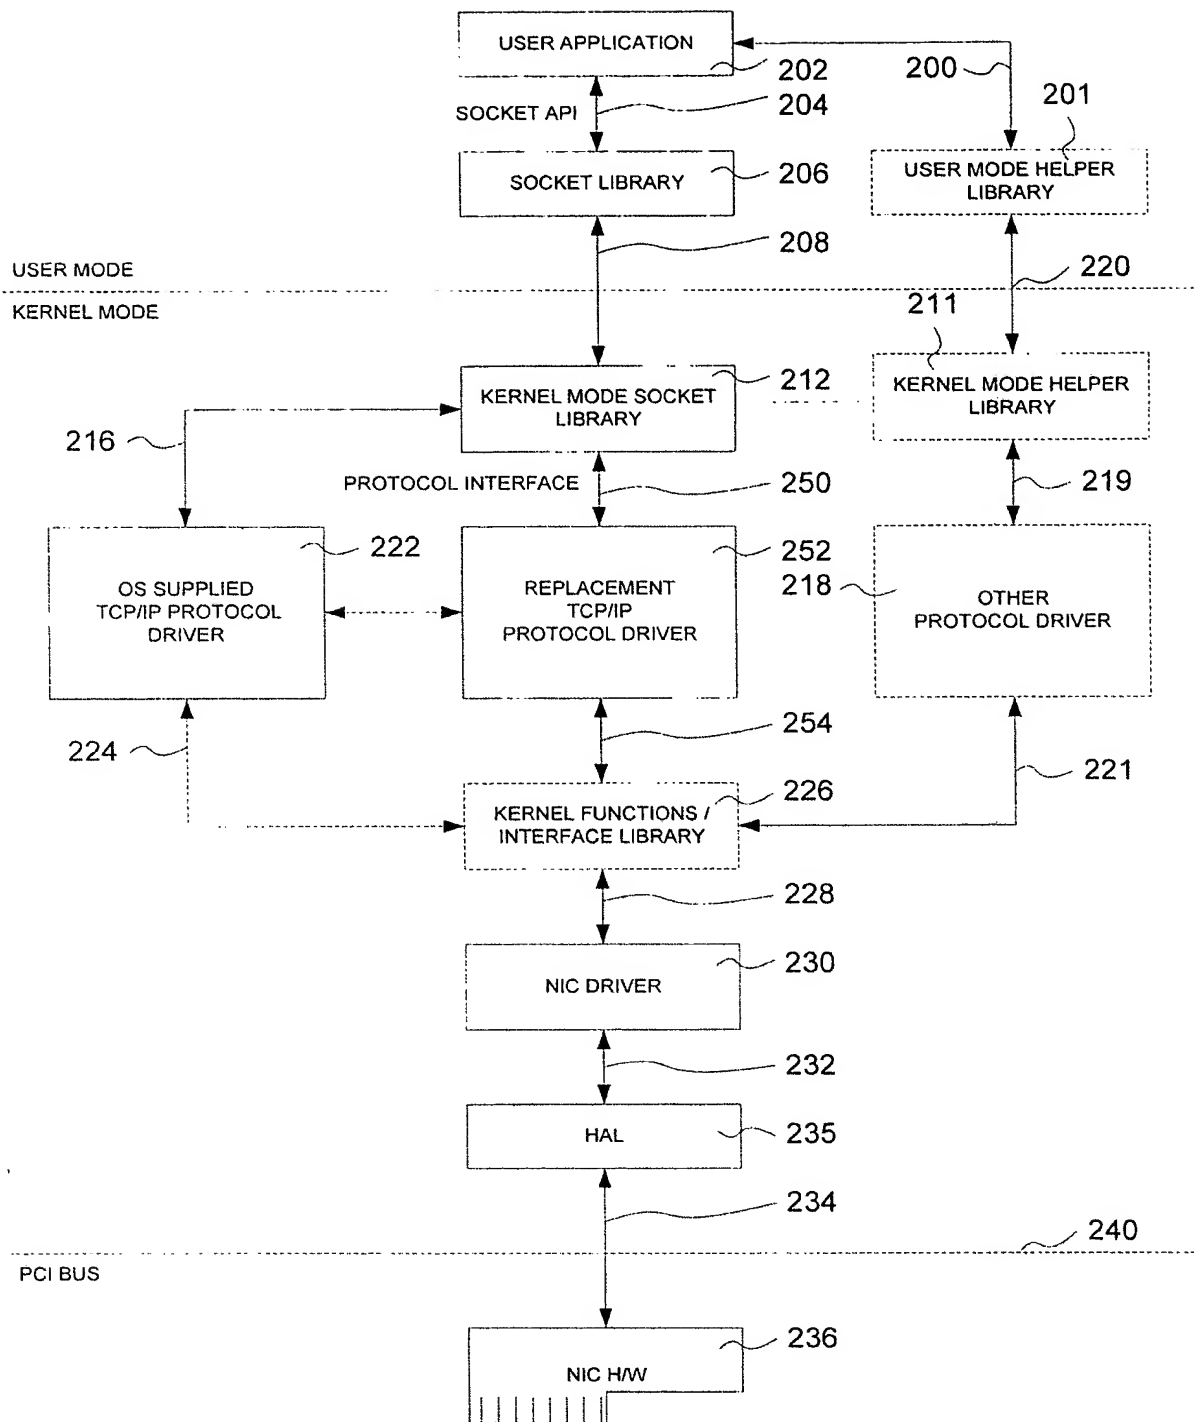 USER APPLICATION
202
200
204
SOCKET API
201
SOCKET LIBRARY
206
USER MODE HELPER
LIBRARY
208
USER MODE
220
KERNEL MODE
211
KERNEL MODE SOCKET
LIBRARY
212
KERNEL MODE HELPER
LIBRARY
216
PROTOCOL INTERFACE
250
219
222
252
OS SUPPLIED
TCP/IP PROTOCOL
DRIVER
REPLACEMENT
TCP/IP
PROTOCOL DRIVER
218
OTHER
PROTOCOL DRIVER
224
254
221
KERNEL FUNCTIONS /
INTERFACE LIBRARY
226
228
NIC DRIVER
230
232
HAL
235
234
240
PCI BUS
236
NIC H/W